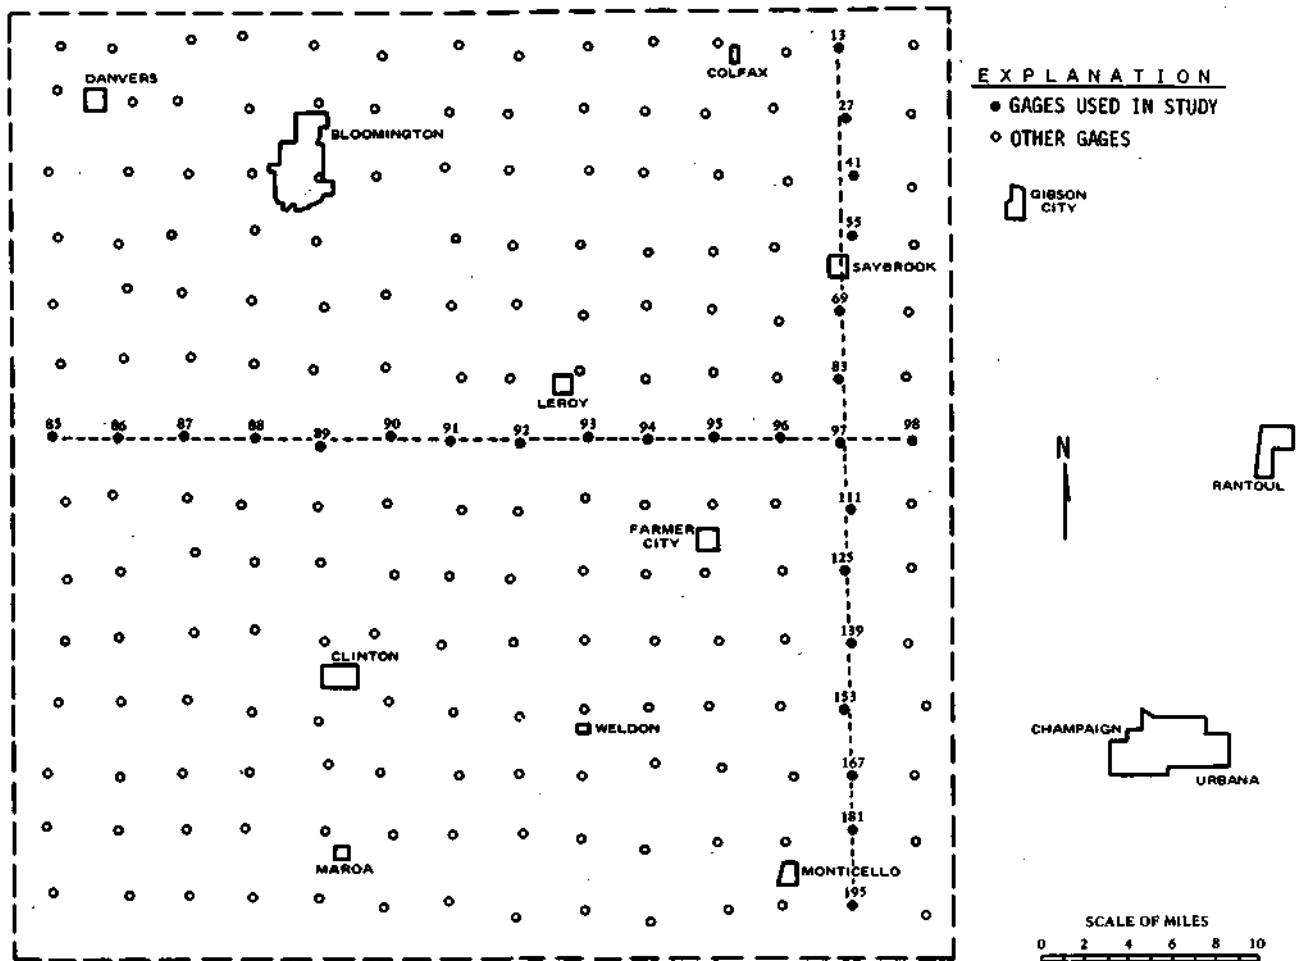 13
COLFAX
DANVERS
EXPLANATION
GAGES USED IN STUDY
27
BLOOMINGTON
OTHER GAGES
41
GIBSON
CITY
55
SAYBROOK
69
83
LEROY
85 86 87 88 89 90 91 92 93 94 95 96 97 98
N
RANTOUL
111
FARMER
CITY
125
139
CLINTON
153
WELDON
CHAMPAIGN
167
URBANA
181
MAROA
MONTICELLO
195
SCALE OF MILES
0 2 4 6 8 10